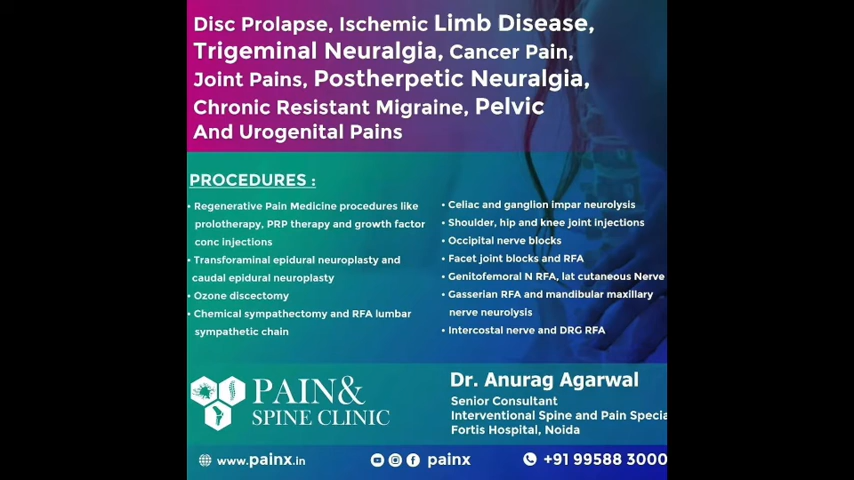 Disc Prolapse, Ischemic Limb Disease,
Trigeminal Neuralgia, Cancer Pain,
Joint Pains, Postherpetic Neuralgia,
Chronic Resistant Migraine, Pelvic
And Urogenital Pains
PROCEDURES :
• Regenerative Pain Medicine procedures like
prolotherapy, PRP therapy and growth factor
conc injections
• Transforaminal epidural neuroplasty and
caudal epidural neuroplasty
• Ozone discectomy
• Chemical sympathectomy and RFA lumbar
sympathetic chain
• Celiac and ganglion impar neurolysis
• Shoulder, hip and knee joint injections
• Occipital nerve blocks
• Facet joint blocks and RFA
• Genitofemoral N RFA, lat cutaneous Nerve
• Gasserian RFA and mandibular maxillary
nerve neurolysis
• Intercostal nerve and DRG RFA
PAIN&
SPINE CLINIC
Dr. Anurag Agarwal
Senior Consultant
Interventional Spine and Pain Specia
Fortis Hospital, Noida
www.painx.in
painx
+91 99588 3000